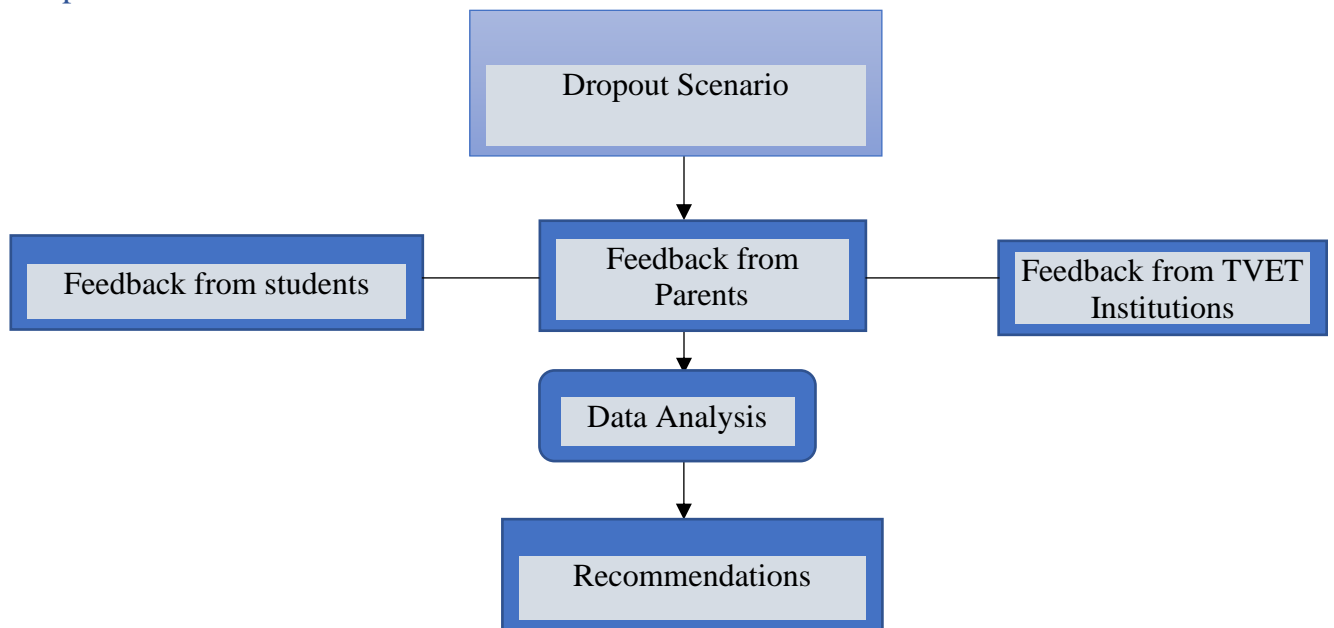 Dropout Scenario
Feedback from students
Feedback from
Parents
Feedback from TVET
Institutions
Data Analysis
Recommendations